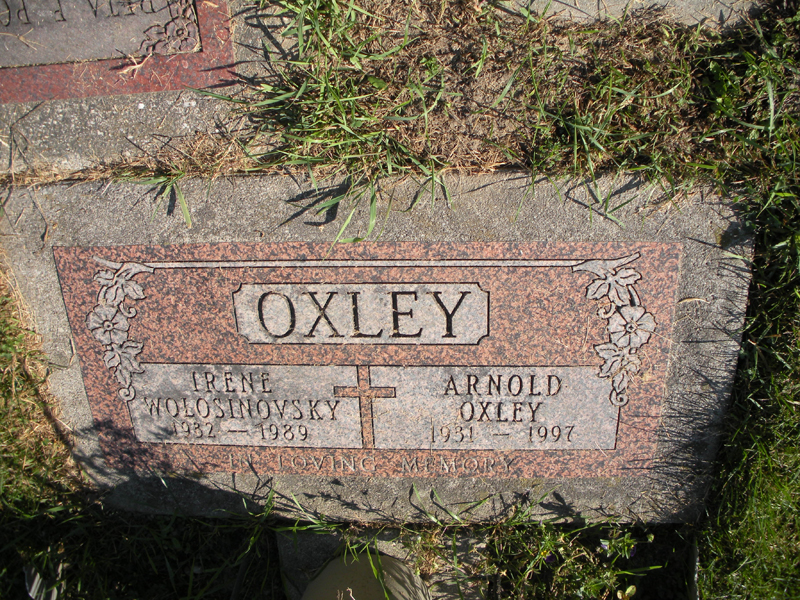 OXLEY
IRENE
WOLOSINOVSKY
1932 — 1989
ARNOLD
OXLEY
1931 — 1997
IN LOVING MEMORY